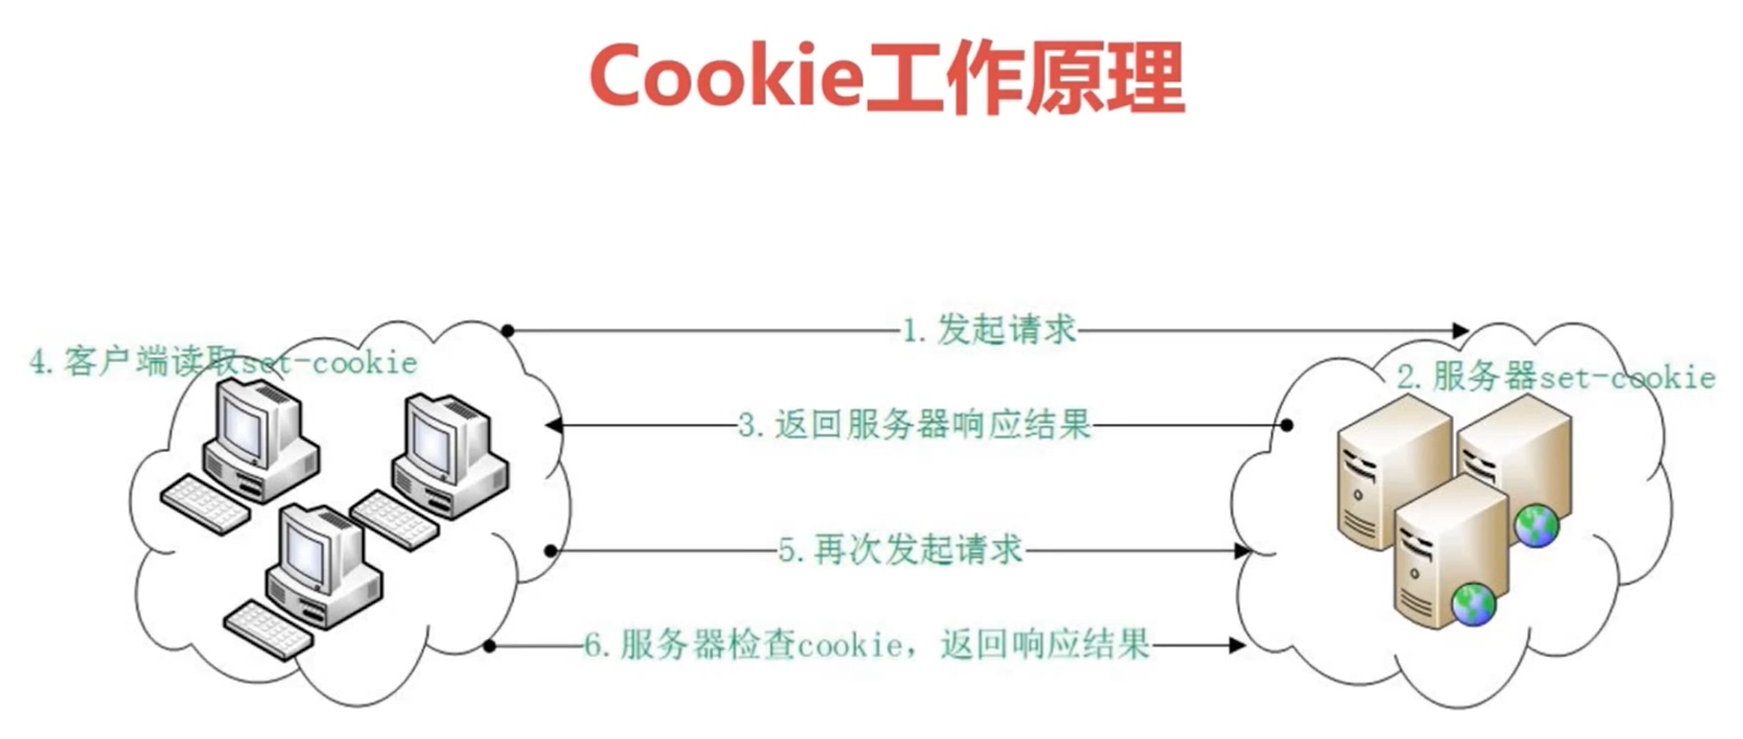 Cookie工作原理
1.发起请求
4.客户端读取set-cookie
2.服务器set-cookie
3.返回服务器响应结果
5.再次发起请求
6.服务器检查cookie，返回响应结果